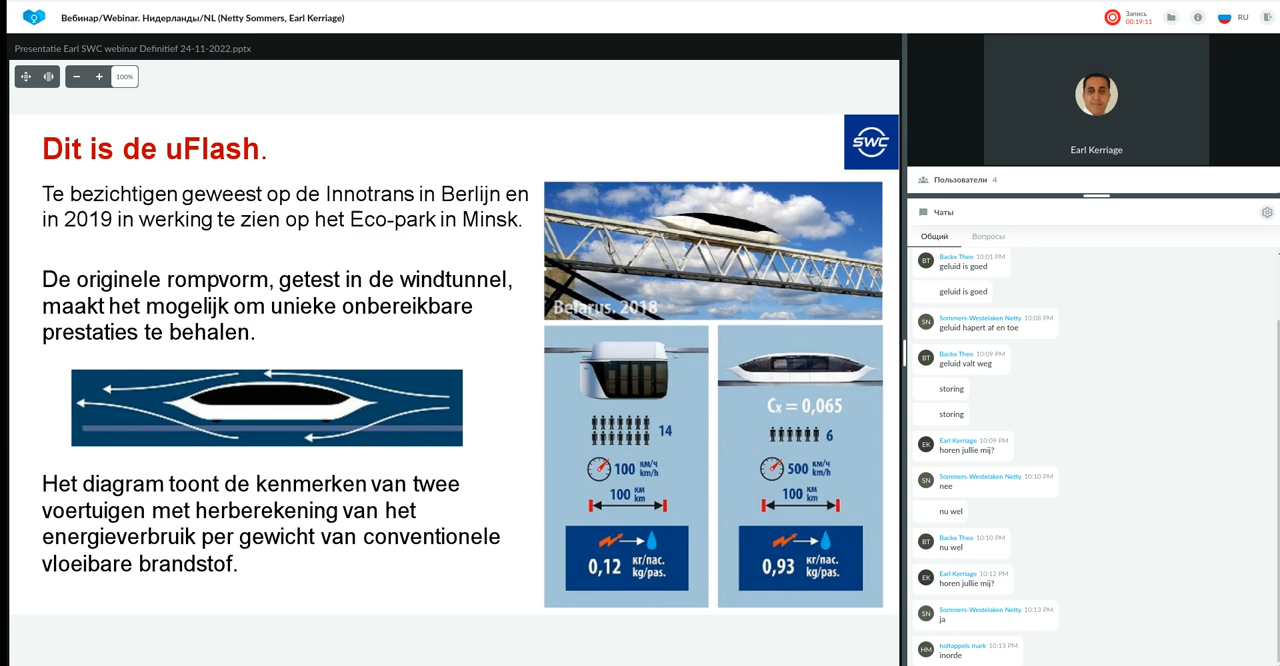 Вебинар/Webinar. Нидерланды/NL (Netty Sommers, Earl Kerriage)
Запись
00:19:11
RU
Presentatie Earl SWC webinar Definitief 24-11-2022.pptx
100%
Dit is de uFlash.
SWC
Te bezichtigen geweest op de Innotrans in Berlijn en
in 2019 in werking te zien op het Eco-park in Minsk.
De originele rompvorm, getest in de windtunnel,
maakt het mogelijk om unieke onbereikbare
prestaties te behalen.
Het diagram toont de kenmerkn van twee
voertuigen met herberekening van het
energieverbruik per gewicht van conventionele
vloeibare brandstof.
Belarus. 2018
14
100 км/ч
km/h
100 км
km
0,12 кг/пас.
kg/pas.
Cx = 0,065
6
500 км/ч
km/h
100 км
km
0,93 кг/пас.
kg/pas.
Earl Kerriage
Пользователи 4
Чаты
Общий Вопросы
BT Backx Theo 10:01 PM
geluid is goed
geluid is goed
SN Sommers-Westelaken Netty 10:08 PM
geluid hapert af en toe
BT Backx Theo 10:09 PM
geluid valt weg
storing
storing
EK Earl Kerriage 10:09 PM
horen jullie mij?
SN Sommers-Westelaken Netty 10:10 PM
nee
nu wel
BT Backx Theo 10:10 PM
nu wel
EK Earl Kerriage 10:12 PM
horen jullie mij?
SN Sommers-Westelaken Netty 10:13 PM
ja
HM holtappels mark 10:13 PM
inorde